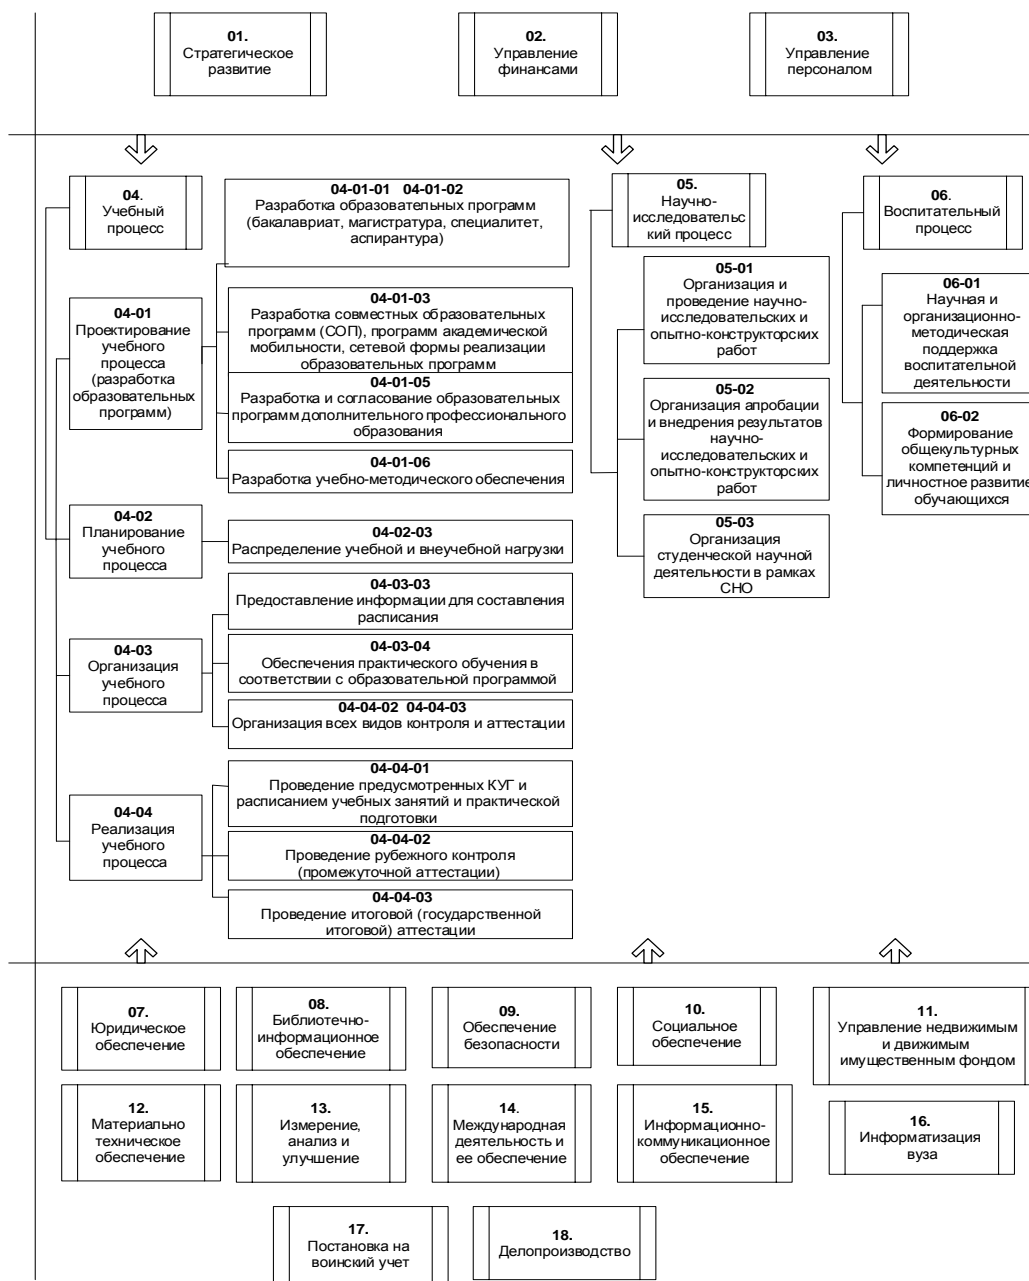 01.
Стратегическое
развитие
02.
Управление
финансами
03.
Управление
персоналом
04.
Учебный
процесс
04-01-01 04-01-02
Разработка образовательных программ
(бакалавриат, магистратура, специалитет,
аспирантура)
04-01
Проектирование
учебного
процесса
(разработка
образовательных
программ)
04-01-03
Разработка совместных образовательных
программ (СОП), программ академической
мобильности, сетевой формы реализации
образовательных программ
04-01-05
Разработка и согласование образовательных
программ дополнительного профессионального
образования
04-01-06
Разработка учебно-методического обеспечения
04-02
Планирование
учебного
процесса
04-02-03
Распределение учебной и внеучебной нагрузки
04-03
Организация
учебного
процесса
04-03-03
Предоставление информации для составления
расписания
04-03-04
Обеспечения практического обучения в
соответствии с образовательной программой
04-04-02 04-04-03
Организация всех видов контроля и аттестации
04-04
Реализация
учебного
процесса
04-04-01
Проведение предусмотренных КУГ и
расписанием учебных занятий и практической
подготовки
04-04-02
Проведение рубежного контроля
(промежуточной аттестации)
04-04-03
Проведение итоговой (государственной
итоговой) аттестации
05.
Научно-
исследовательс
кий процесс
05-01
Организация и
проведение научно-
исследовательских и
опытно-конструкторских
работ
05-02
Организация апробации
и внедрения результатов
научно-
исследовательских и
опытно-конструкторских
работ
05-03
Организация
студенческой научной
деятельности в рамках
СНО
06.
Воспитательный
процесс
06-01
Научная и
организационно-
методическая
поддержка
воспитательной
деятельности
06-02
Формирование
общекультурных
компетенций и
личностное развитие
обучающихся
07.
Юридическое
обеспечение
08.
Библиотечно-
информационное
обеспечение
09.
Обеспечение
безопасности
10.
Социальное
обеспечение
11.
Управление недвижимым
и движимым
имущественным фондом
12.
Материально
техническое
обеспечение
13.
Измерение,
анализ и
улучшение
14.
Международная
деятельность и
ее обеспечение
15.
Информационно-
коммуникационное
обеспечение
16.
Информатизация
вуза
17.
Постановка на
воинский учет
18.
Делопроизводство